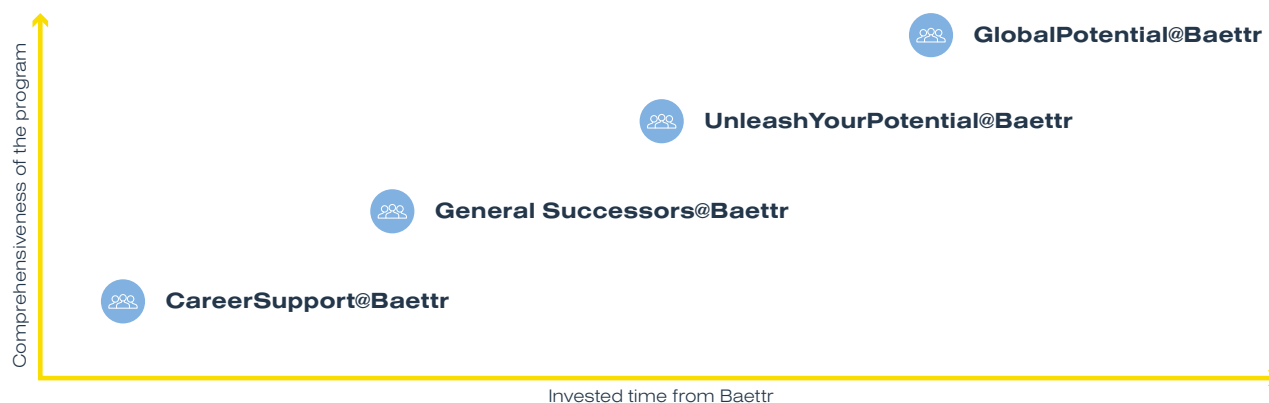 GlobalPotential@Baettr
UnleashYourPotential@Baettr
General Successors@Baettr
CareerSupport@Baettr
Comprehensiveness of the program
Invested time from Baettr